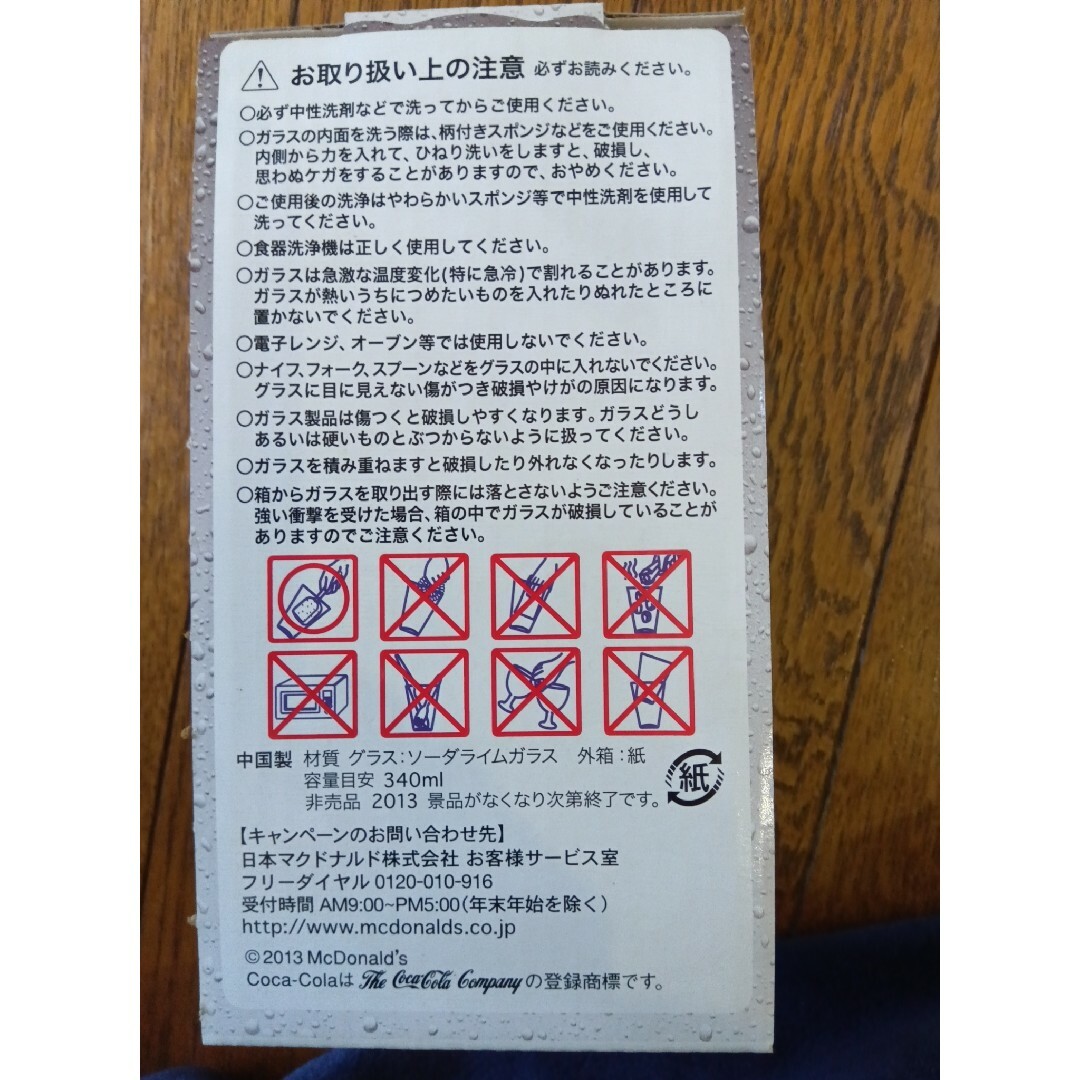 お取り扱い上の注意 必ずお読みください。
○必ず中性洗剤などで洗ってからご使用ください。
○ガラスの内面を洗う際は、柄付きスポンジなどをご使用ください。
内側から力を入れて、ひねり洗いをしますと、破損し、
思わぬケガをすることがありますので、おやめください。
○ご使用後の洗浄はやわらかいスポンジ等で中性洗剤を使用して
洗ってください。
○食器洗浄機は正しく使用してください。
○ガラスは急激な温度変化(特に急冷)で割れることがあります。
ガラスが熱いうちにつめたいものを入れたりぬれたところに
置かないでください。
○電子レンジ、オーブン等では使用しないでください。
○ナイフ、フォーク、スプーンなどをグラスの中に入れないでください。
グラスに目に見えない傷がつき破損やけがの原因になります。
○ガラス製品は傷つくと破損しやすくなります。ガラスどうし
あるいは硬いものとぶつからないように扱ってください。
○ガラスを積み重ねますと破損したり外れなくなったりします。
○箱からガラスを取り出す際には落とさないようご注意ください。
強い衝撃を受けた場合、箱の中でガラスが破損していることが
ありますのでご注意ください。
中国製 材質 グラス:ソーダライムガラス 外箱:紙
容量目安 340ml
非売品 2013 景品がなくなり次第終了です。
紙
【キャンペーンのお問い合わせ先】
日本マクドナルド株式会社 お客様サービス室
フリーダイヤル 0120-010-916
受付時間 AM9:00~PM5:00(年末年始を除く)
http://www.mcdonalds.co.jp
©2013 McDonald's
Coca-Colaは The Coca-Cola Company の登録商標です。